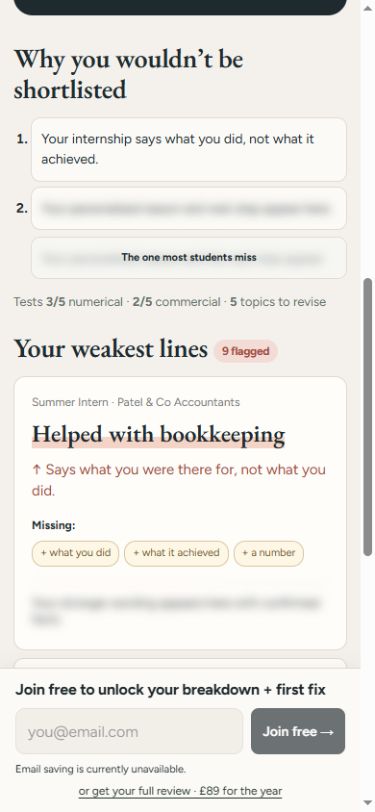 Why you wouldn’t be
shortlisted
1. Your internship says what you did, not what it
achieved.
2.
The one most students miss
Tests 3/5 numerical · 2/5 commercial · 5 topics to revise
Your weakest lines 9 flagged
Summer Intern · Patel & Co Accountants
Helped with bookkeeping
↑ Says what you were there for, not what you
did.
Missing:
+ what you did + what it achieved + a number
Join free to unlock your breakdown + first fix
you@email.com Join free →
Email saving is currently unavailable.
or get your full review · £89 for the year